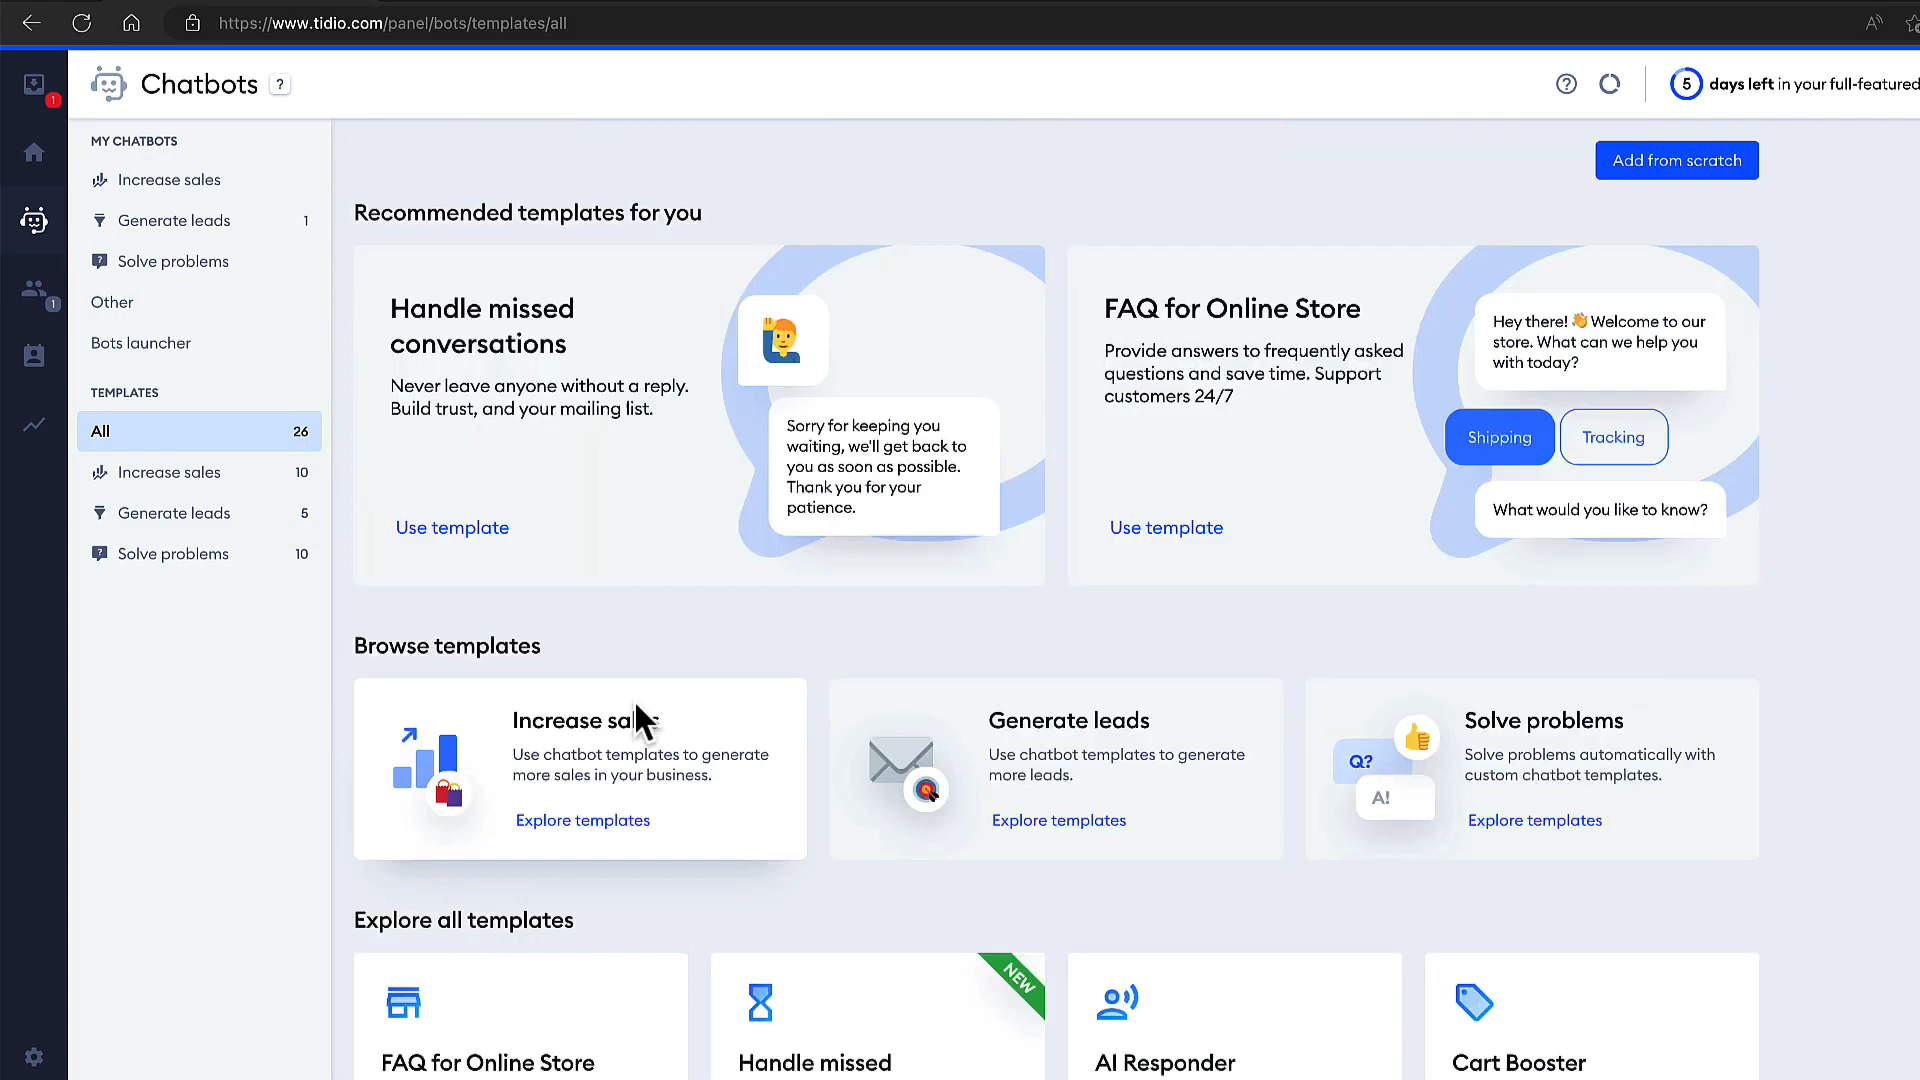 https://www.tidio.com/panel/bots/templates/all
A
1
Chatbots ?
?
5 days left in your full-featured
MY CHATBOTS
Increase sales
Generate leads 1
Solve problems
Other
Bots launcher
1
TEMPLATES
All 26
Increase sales 10
Generate leads 5
Solve problems 10
Add from scratch
Recommended templates for you
Handle missed
conversations
Never leave anyone without a reply.
Build trust, and your mailing list.
Use template
Sorry for keeping you
waiting, we'll get back to
you as soon as possible.
Thank you for your
patience.
FAQ for Online Store
Provide answers to frequently asked
questions and save time. Support
customers 24/7
Use template
Hey there! 👋 Welcome to our
store. What can we help you
with today?
Shipping
Tracking
What would you like to know?
Browse templates
Increase sales
Use chatbot templates to generate
more sales in your business.
Explore templates
Generate leads
Use chatbot templates to generate
more leads.
Explore templates
Q?
A!
Solve problems
Solve problems automatically with
custom chatbot templates.
Explore templates
Explore all templates
FAQ for Online Store
NEW
Handle missed
AI Responder
Cart Booster